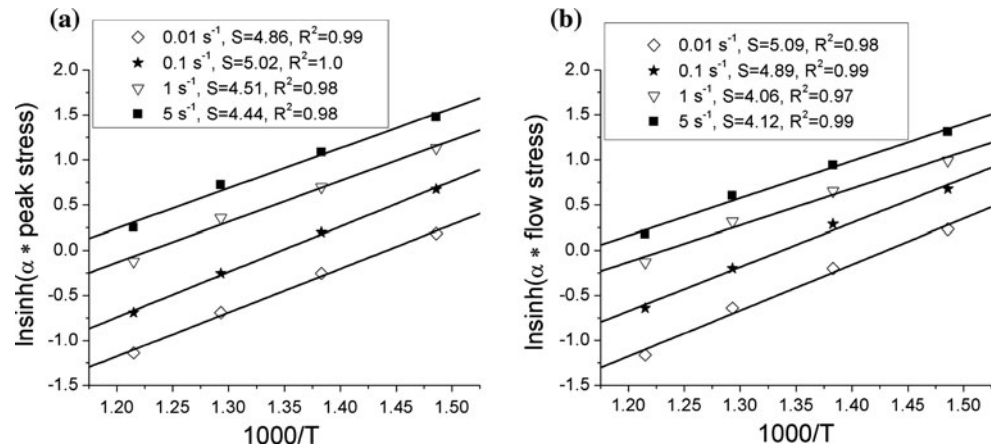 (a)
0.01 s⁻¹, S=4.86, R²=0.99
0.1 s⁻¹, S=5.02, R²=1.0
1 s⁻¹, S=4.51, R²=0.98
5 s⁻¹, S=4.44, R²=0.98
lnsinh(α * peak stress)
2.0
1.5
1.0
0.5
0.0
-0.5
-1.0
-1.5
1.20 1.25 1.30 1.35 1.40 1.45 1.50
1000/T
(b)
0.01 s⁻¹, S=5.09, R²=0.98
0.1 s⁻¹, S=4.89, R²=0.99
1 s⁻¹, S=4.06, R²=0.97
5 s⁻¹, S=4.12, R²=0.99
lnsinh(α * flow stress)
2.0
1.5
1.0
0.5
0.0
-0.5
-1.0
-1.5
1.20 1.25 1.30 1.35 1.40 1.45 1.50
1000/T